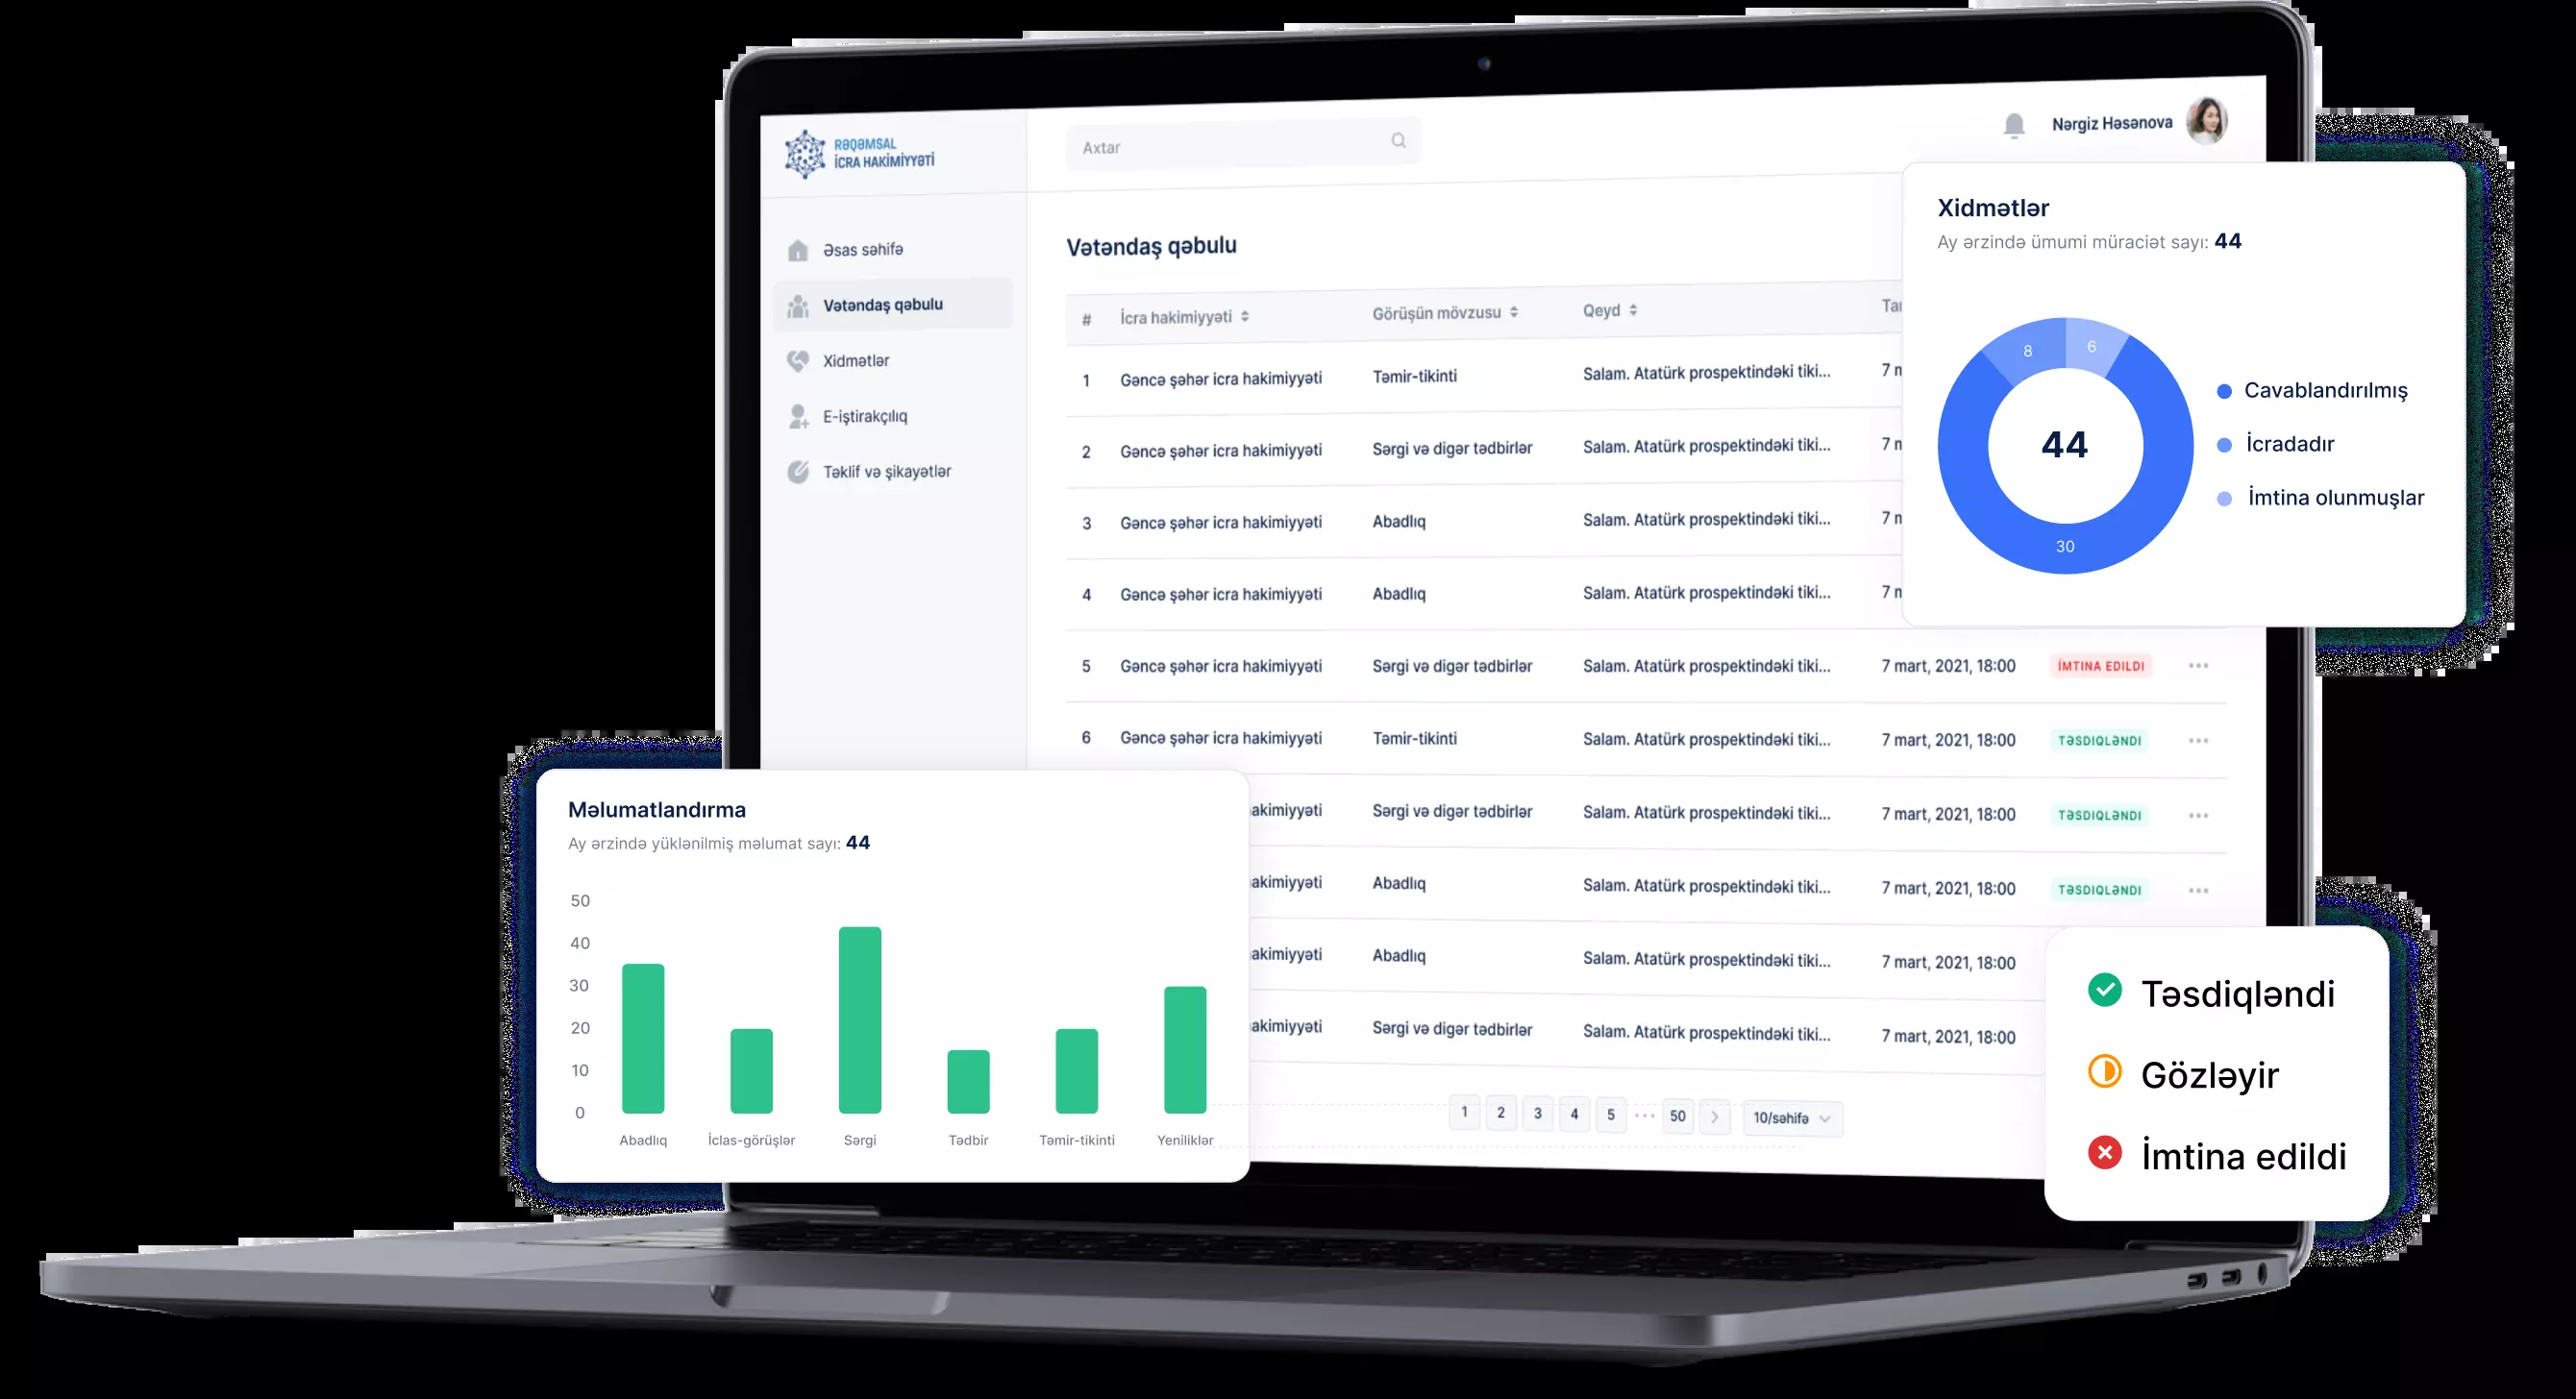 RƏQƏMSAL
İCRA HAKİMİYYƏTİ
Axtar
Nərgiz Həsənova
Əsas səhifə
Vətəndaş qəbulu
Xidmətlər
E-iştirakçılıq
Təklif və şikayətlər
Vətəndaş qəbulu
# İcra hakimiyyəti Görüşün mövzusu Qeyd
1 Gəncə şəhər icra hakimiyyəti Təmir-tikinti Salam. Atatürk prospektindəki tiki... 7
2 Gəncə şəhər icra hakimiyyəti Sərgi və digər tədbirlər Salam. Atatürk prospektindəki tiki... 7
3 Gəncə şəhər icra hakimiyyəti Abadlıq Salam. Atatürk prospektindəki tiki... 7
4 Gəncə şəhər icra hakimiyyəti Abadlıq Salam. Atatürk prospektindəki tiki... 7
5 Gəncə şəhər icra hakimiyyəti Sərgi və digər tədbirlər Salam. Atatürk prospektindəki tiki... 7 mart, 2021, 18:00 İMTINA EDILDI
6 Gəncə şəhər icra hakimiyyəti Təmir-tikinti Salam. Atatürk prospektindəki tiki... 7 mart, 2021, 18:00 TƏSDIQLƏNDI
akimiyyəti Sərgi və digər tədbirlər Salam. Atatürk prospektindəki tiki... 7 mart, 2021, 18:00 TƏSDIQLƏNDI
akimiyyəti Abadlıq Salam. Atatürk prospektindəki tiki... 7 mart, 2021, 18:00 TƏSDIQLƏNDI
akimiyyəti Abadlıq Salam. Atatürk prospektindəki tiki... 7 mart, 2021, 18:00
akimiyyəti Sərgi və digər tədbirlər Salam. Atatürk prospektindəki tiki... 7 mart, 2021, 18:00
1 2 3 4 5 ... 50 10/səhifə
Xidmətlər
Ay ərzində ümumi müraciət sayı: 44
8
6
44
30
Cavablandırılmış
İcradadır
İmtina olunmuşlar
Məlumatlandırma
Ay ərzində yüklənilmiş məlumat sayı: 44
50
40
30
20
10
0
Abadlıq İclas-görüşlər Sərgi Tədbir Təmir-tikinti Yeniliklər
Təsdiqləndi
Gözləyir
İmtina edildi